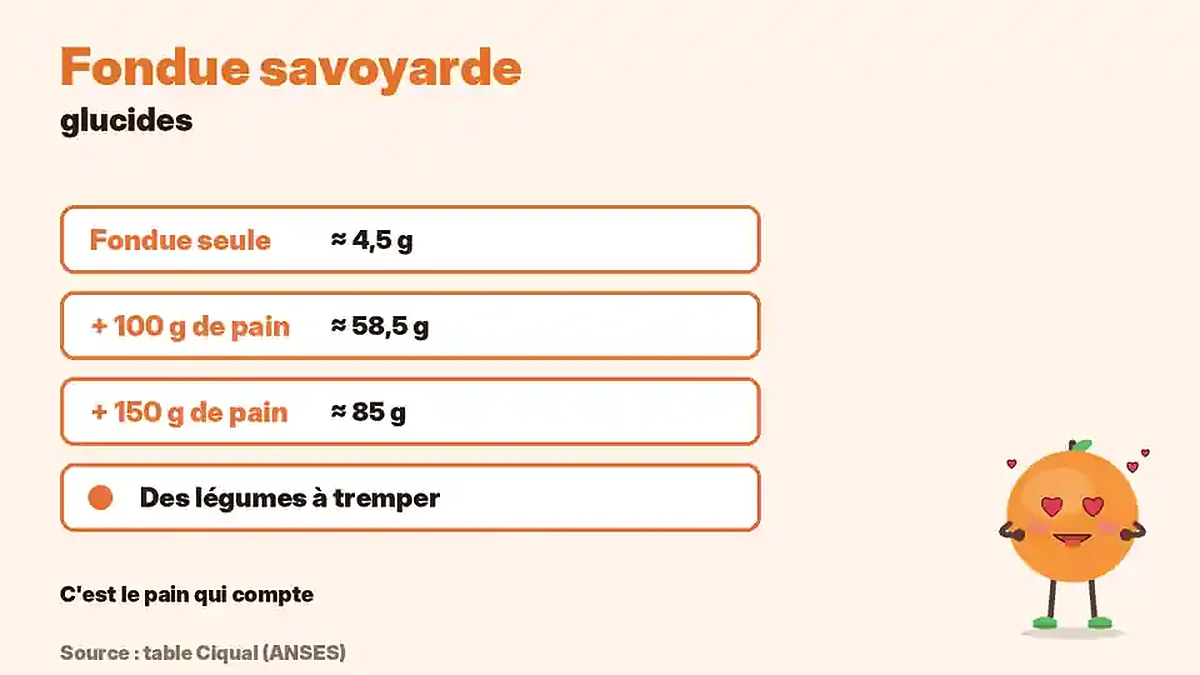 Fondue savoyarde
glucides
Fondue seule ≈ 4,5 g
+ 100 g de pain ≈ 58,5 g
+ 150 g de pain ≈ 85 g
Des légumes à tremper
C'est le pain qui compte
Source : table Ciqual (ANSES)